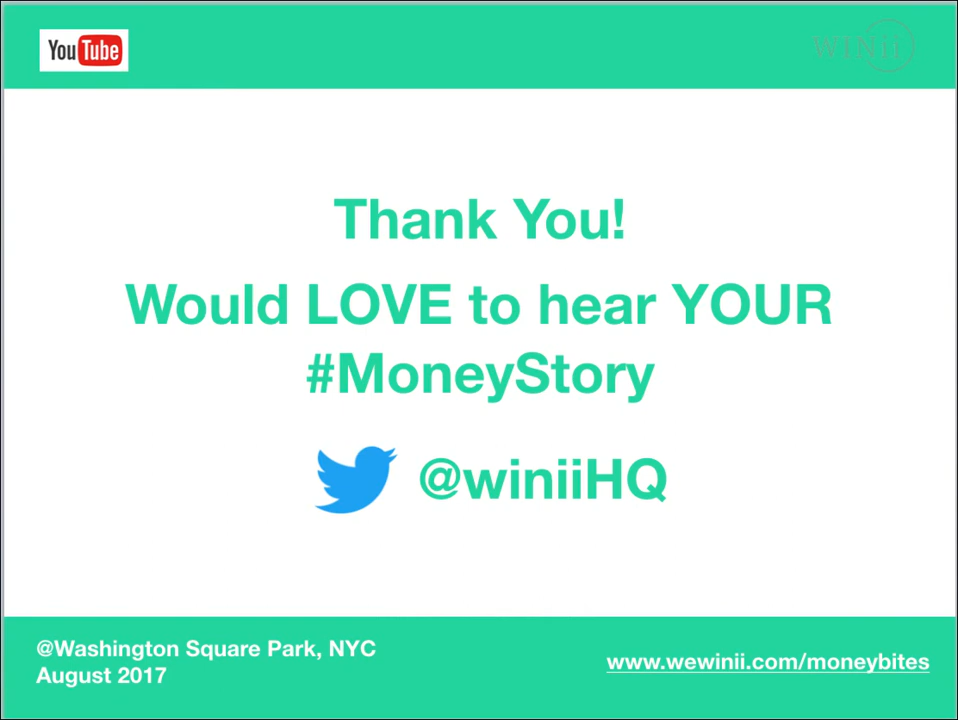 YouTube
WINii
Thank You!
Would LOVE to hear YOUR
#MoneyStory
@winiiHQ
@Washington Square Park, NYC
August 2017
www.wewinii.com/moneybites